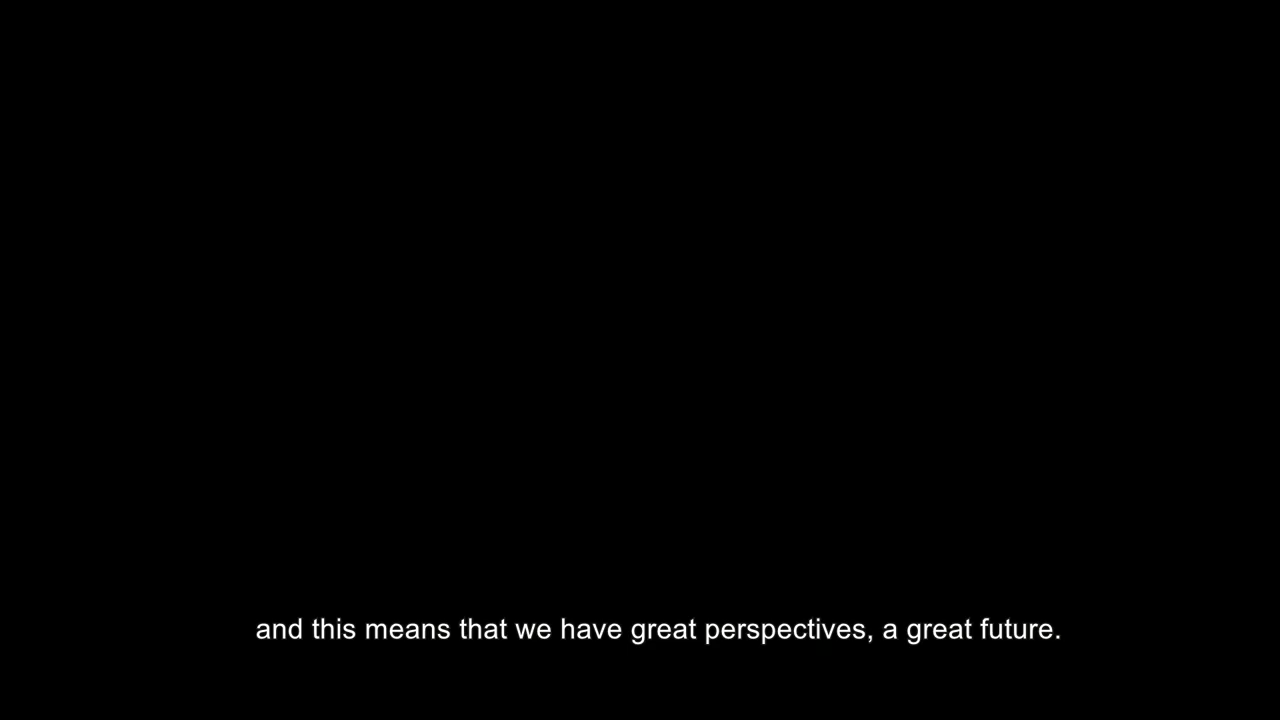 and this means that we have great perspectives, a great future.